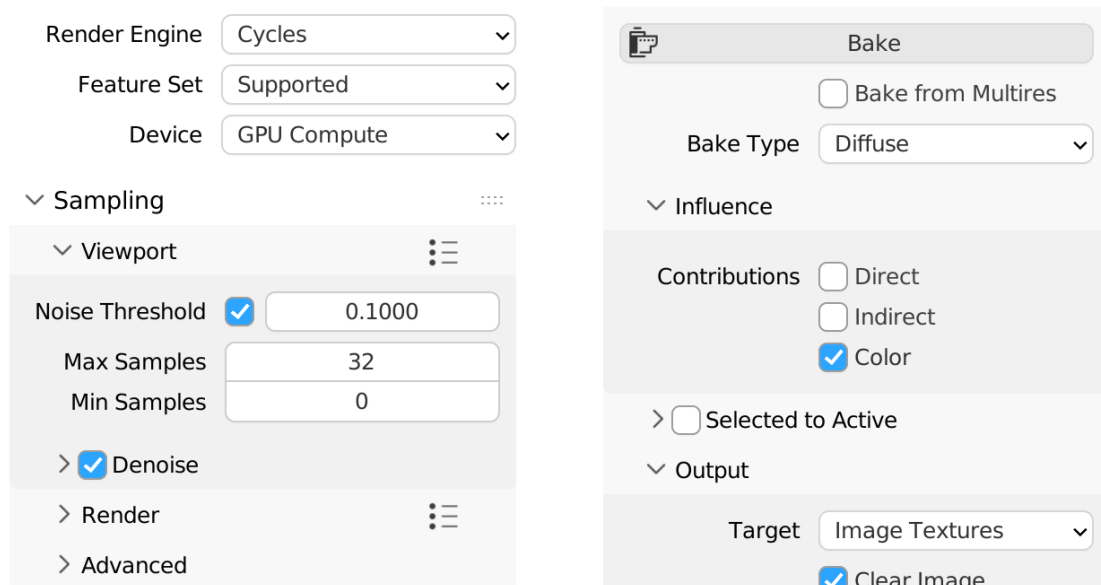 Render Engine Cycles
Feature Set Supported
Device GPU Compute
Sampling
Viewport
Noise Threshold 0.1000
Max Samples 32
Min Samples 0
Denoise
Render
Advanced
Bake
Bake from Multires
Bake Type Diffuse
Influence
Contributions Direct
Indirect
Color
Selected to Active
Output
Target Image Textures
Clear Image